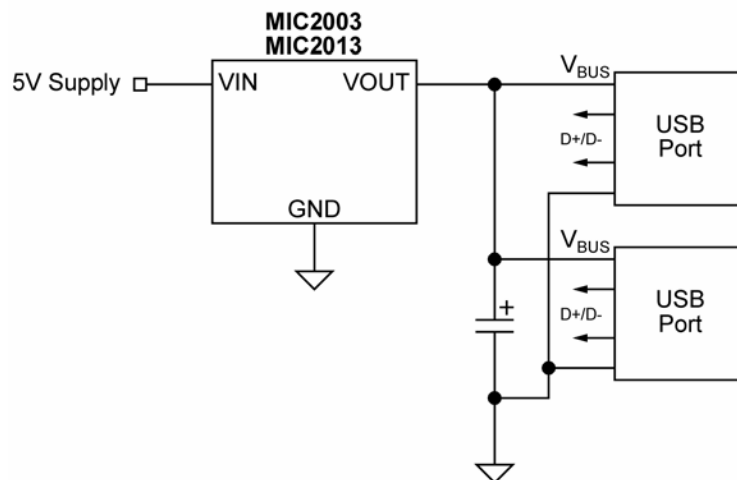 MIC2003
MIC2013
5V Supply
VIN
VOUT
GND
VBUS
D+/D-
USB
Port
VBUS
D+/D-
USB
Port
+